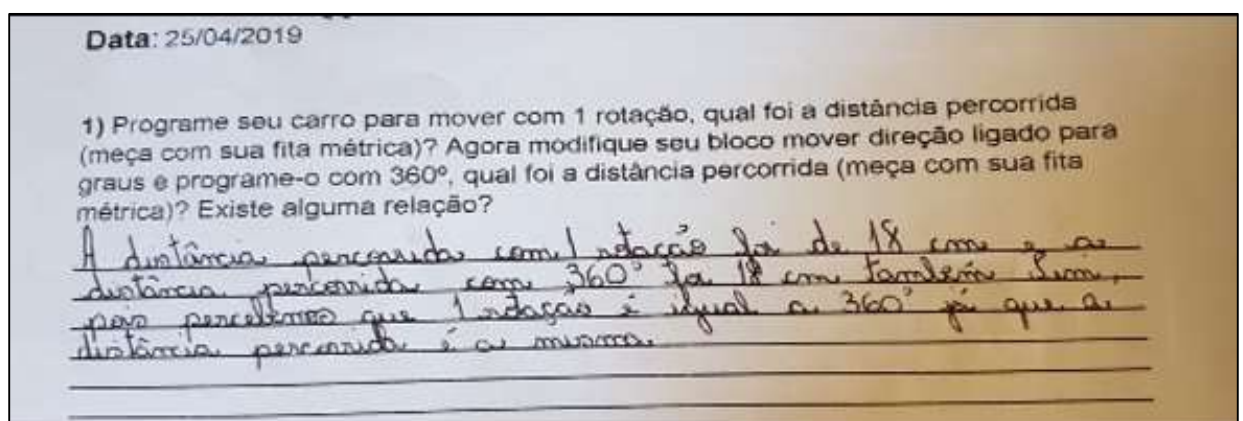 Data: 25/04/2019
1) Programe seu carro para mover com 1 rotação, qual foi a distância percorrida
(meça com sua fita métrica)? Agora modifique seu bloco mover direção ligado para
graus e programe-o com 360º, qual foi a distância percorrida (meça com sua fita
métrica)? Existe alguma relação?
A distância percorrida com 1 rotação foi de 18 cm e a
distância percorrida com 360° foi 18 cm também Sim,
pois percebemos que 1 rotação é igual a 360° já que a
distância percorrida é a mesma.